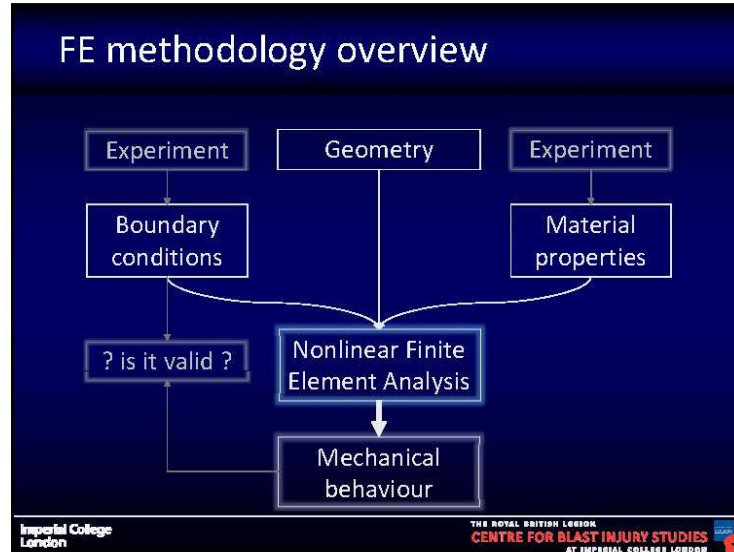 FE methodology overview
Experiment
Geometry
Experiment
Boundary
conditions
Material
properties
? is it valid ?
Nonlinear Finite
Element Analysis
Mechanical
behaviour
Imperial College
London
THE ROYAL BRITISH LEGION
CENTRE FOR BLAST INJURY STUDIES
AT IMPERIAL COLLEGE LONDON